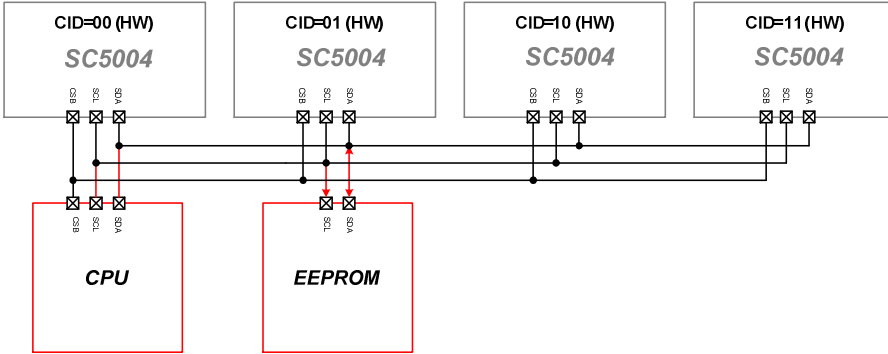 CID=00 (HW)
SC5004
CSB
SCL
SDA
CID=01 (HW)
SC5004
CSB
SCL
SDA
CID=10 (HW)
SC5004
CSB
SCL
SDA
CID=11 (HW)
SC5004
CSB
SCL
SDA
CSB
SCL
SDA
CPU
SCL
SDA
EEPROM